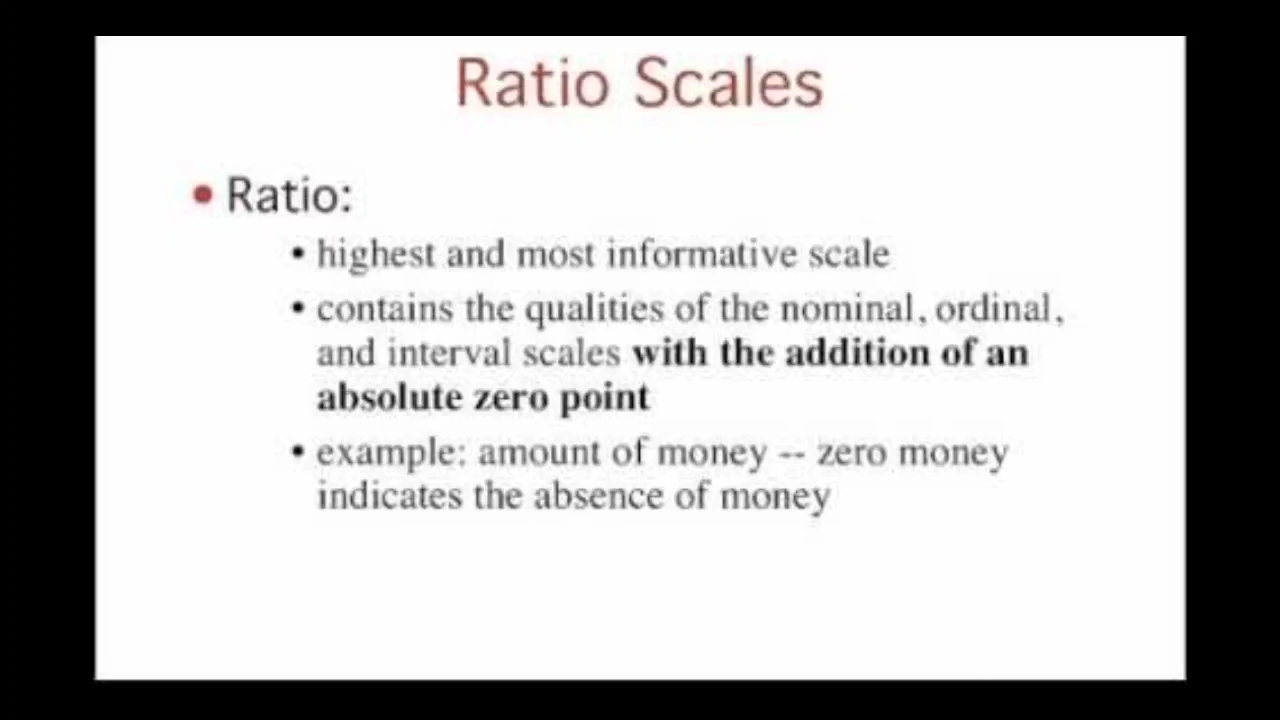 Ratio Scales
• Ratio:
• highest and most informative scale
• contains the qualities of the nominal, ordinal,
and interval scales with the addition of an
absolute zero point
• example: amount of money -- zero money
indicates the absence of money